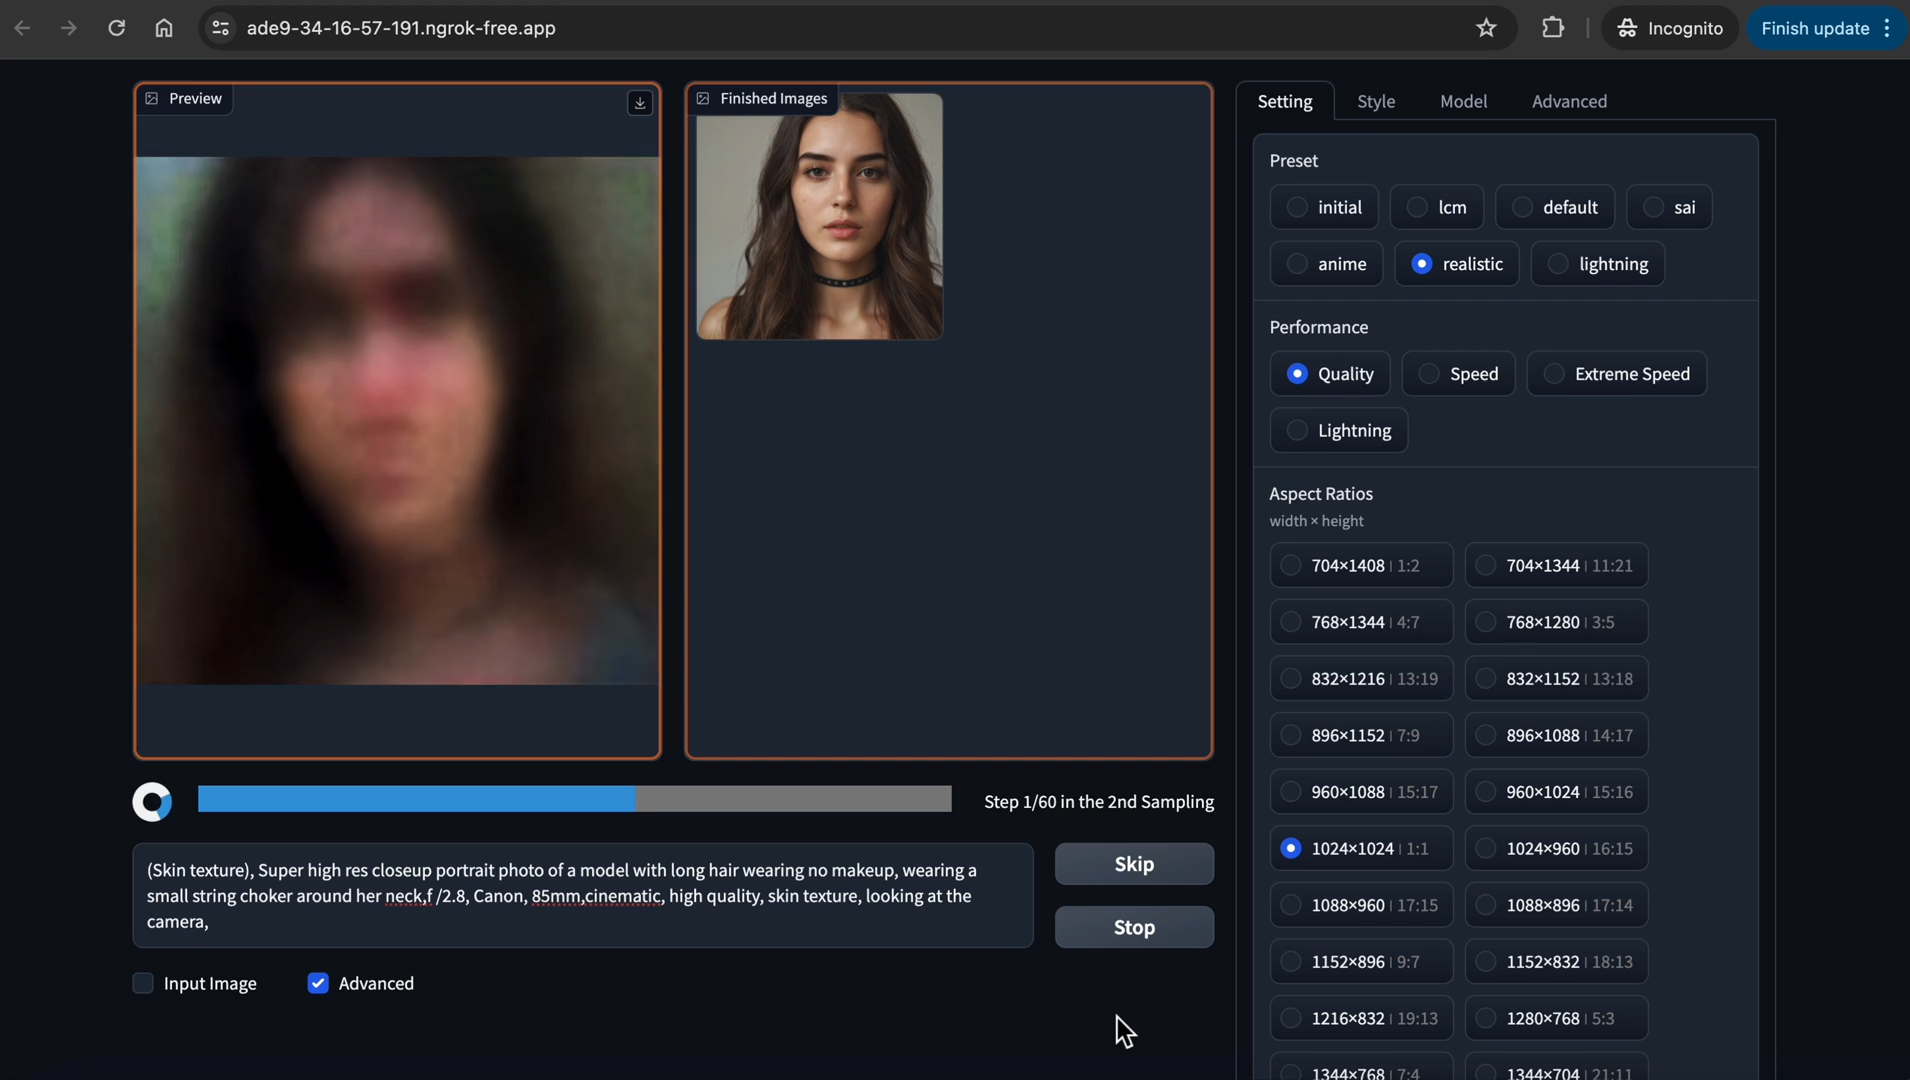 ade9-34-16-57-191.ngrok-free.app
Incognito
Finish update
Preview
Finished Images
Setting
Style
Model
Advanced
Preset
initial
lcm
default
sai
anime
realistic
lightning
Performance
Quality
Speed
Extreme Speed
Lightning
Aspect Ratios
width × height
704×1408 | 1:2
704×1344 | 11:21
768×1344 | 4:7
768×1280 | 3:5
832×1216 | 13:19
832×1152 | 13:18
896×1152 | 7:9
896×1088 | 14:17
960×1088 | 15:17
960×1024 | 15:16
1024×1024 | 1:1
1024×960 | 16:15
1088×960 | 17:15
1088×896 | 17:14
1152×896 | 9:7
1152×832 | 18:13
1216×832 | 19:13
1280×768 | 5:3
1344×768 | 7:4
1344×704 | 21:11
Step 1/60 in the 2nd Sampling
(Skin texture), Super high res closeup portrait photo of a model with long hair wearing no makeup, wearing a
small string choker around her neck,f /2.8, Canon, 85mm,cinematic, high quality, skin texture, looking at the
camera,
Skip
Stop
Input Image
Advanced